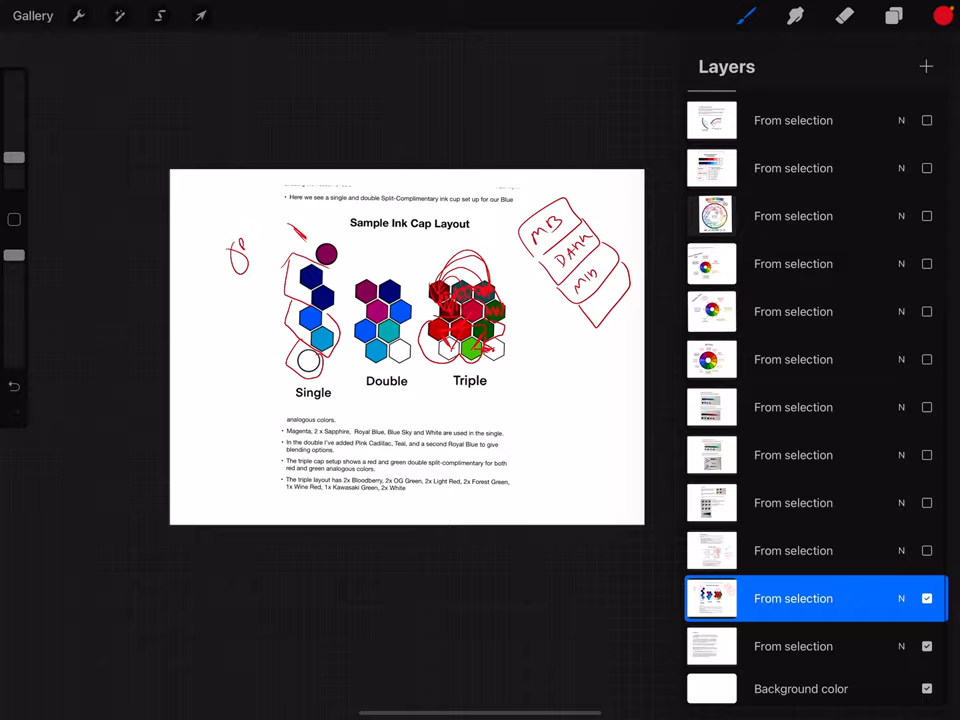 Gallery
Layers
From selection N
From selection N
From selection N
From selection N
From selection N
From selection N
From selection N
From selection N
From selection N
From selection N
From selection N
From selection N
Background color
• Here we see a single and double Split-Complimentary ink cup set up for our Blue
Sample Ink Cap Layout
MIB
DARK
MIB
Single
Double
Triple
analogous colors.
• Magenta, 2 x Sapphire, Royal Blue, Blue Sky and White are used in the single.
• In the double I've added Pink Cadillac, Teal, and a second Royal Blue to give
blending options.
• The triple cap setup shows a red and green double split-complimentary for both
red and green analogous colors.
• The triple layout has 2x Bloodberry, 2x OG Green, 2x Light Red, 2x Forest Green,
1x Wine Red, 1x Kawasaki Green, 2x White